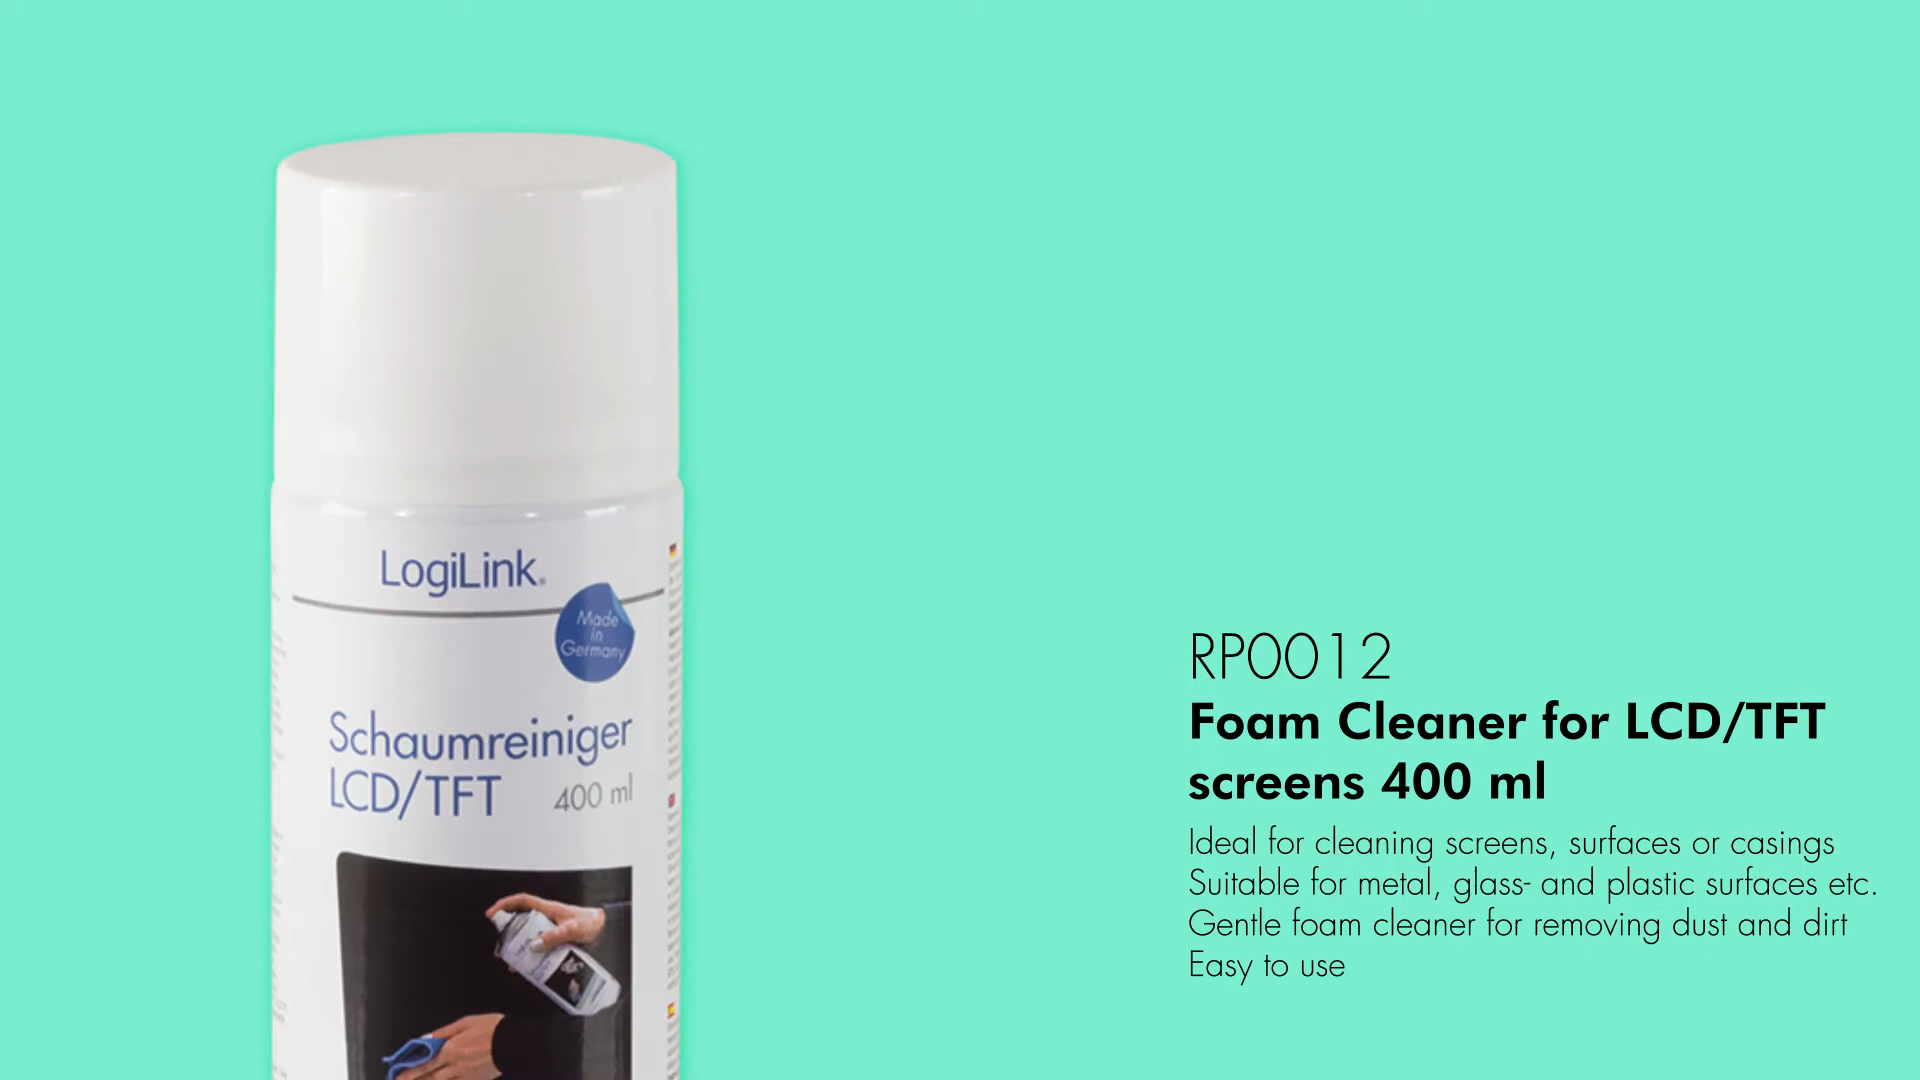 LogiLink®
Made
in
Germany
Schaumreiniger
LCD/TFT 400 ml
RP0012
Foam Cleaner for LCD/TFT
screens 400 ml
Ideal for cleaning screens, surfaces or casings
Suitable for metal, glass- and plastic surfaces etc.
Gentle foam cleaner for removing dust and dirt
Easy to use